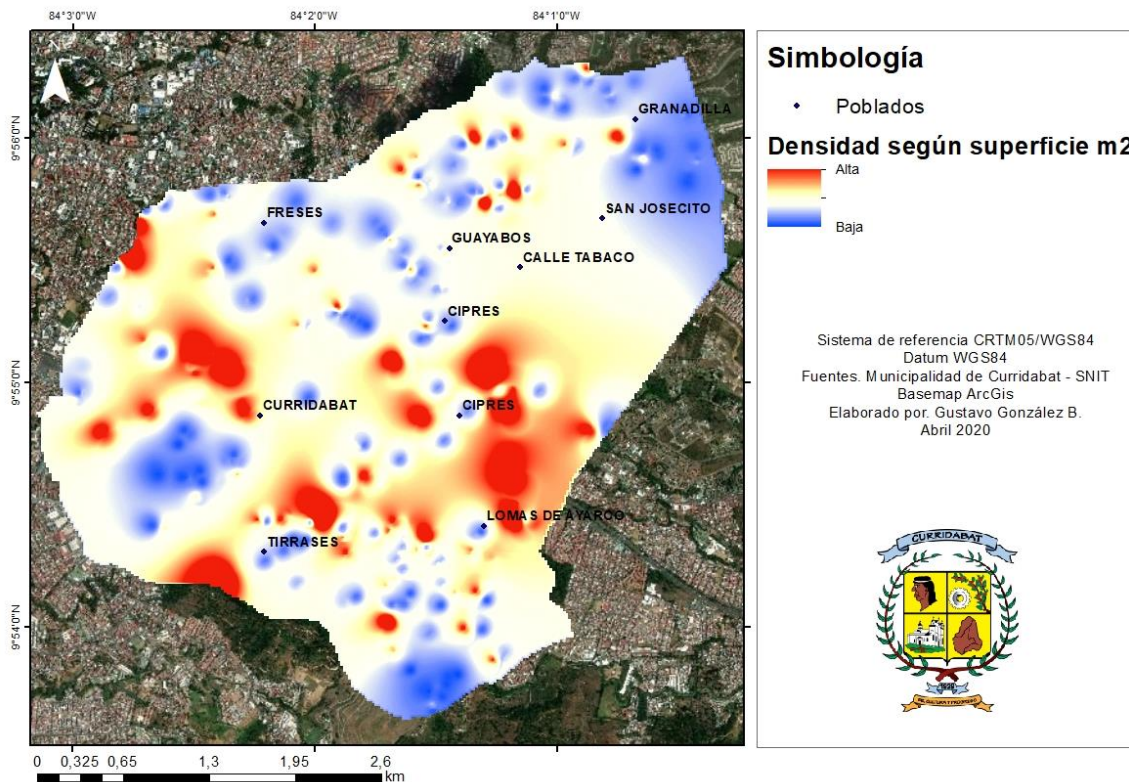 84°3'0"W 84°2'0"W 84°1'0"W
9°56'0"N
9°55'0"N
9°54'0"N
GRANADILLA
FRESES
SAN JOSECITO
GUAYABOS
CALLE TABACO
CIPRES
CURRIDABAT
CIPRES
LOMAS DE AYARCO
TIRRASES
0 0,325 0,65 1,3 1,95 2,6
km
Simbología
Poblados
Densidad según superficie m2
Alta
Baja
Sistema de referencia CRTM05/WGS84
Datum WGS84
Fuentes. Municipalidad de Curridabat - SNIT
Basemap ArcGis
Elaborado por. Gustavo González B.
Abril 2020
CURRIDABAT